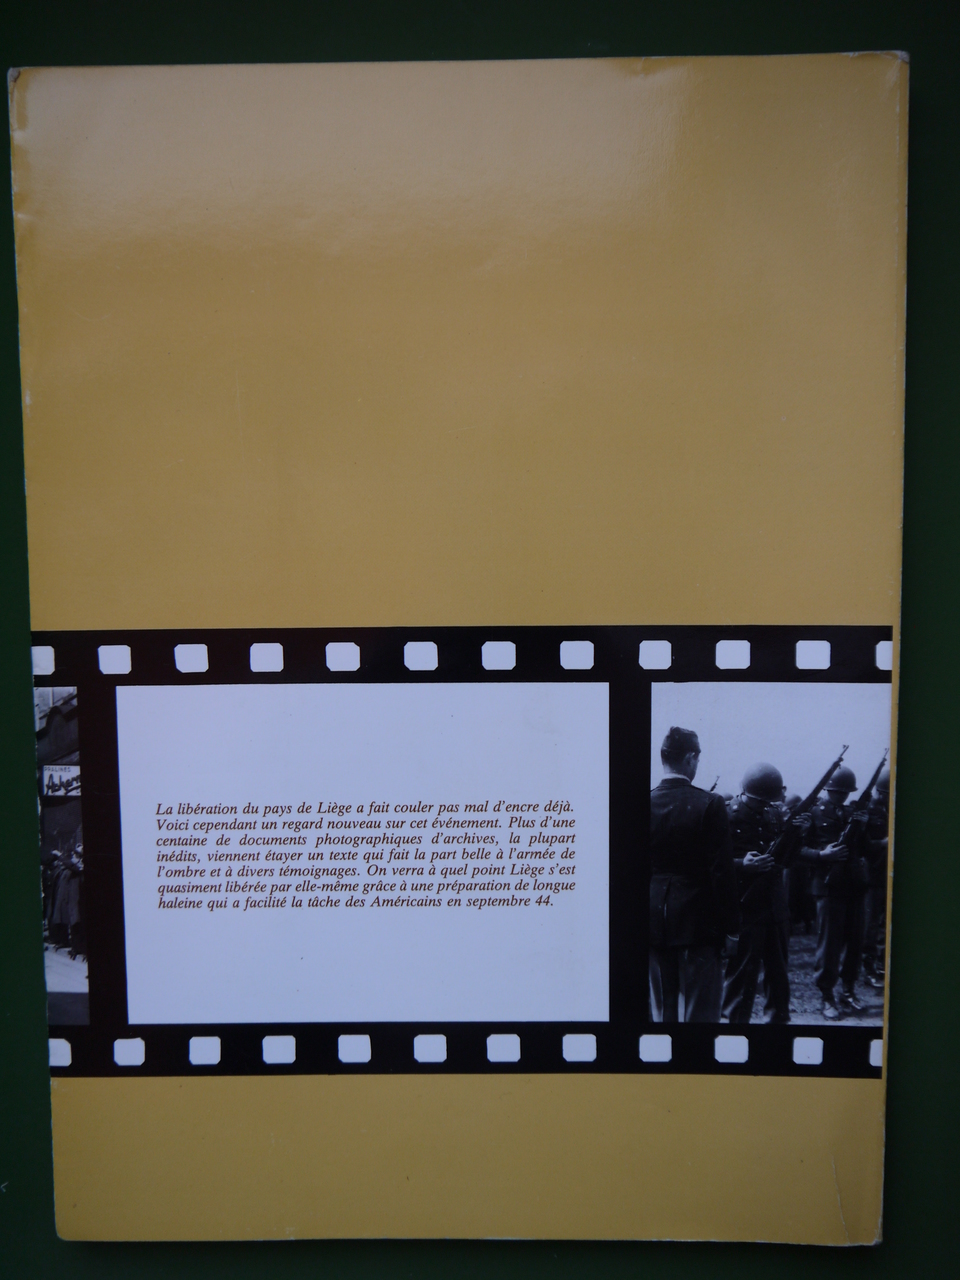 La libération du pays de Liège a fait couler pas mal d'encre déjà.
Voici cependant un regard nouveau sur cet événement. Plus d'une
centaine de documents photographiques d'archives, la plupart
inédits, viennent étayer un texte qui fait la part belle à l'armée de
l'ombre et à divers témoignages. On verra à quel point Liège s'est
quasiment libérée par elle-même grâce à une préparation de longue
haleine qui a facilité la tâche des Américains en septembre 44.